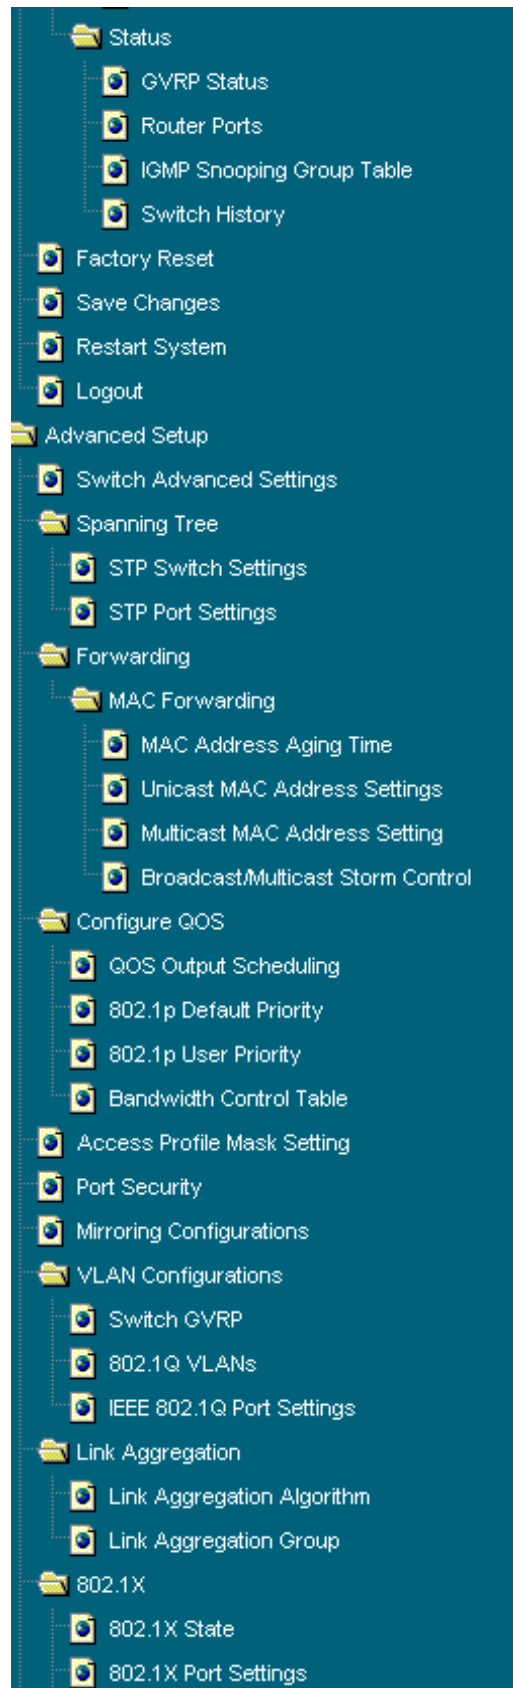 Status
GVRP Status
Router Ports
IGMP Snooping Group Table
Switch History
Factory Reset
Save Changes
Restart System
Logout
Advanced Setup
Switch Advanced Settings
Spanning Tree
STP Switch Settings
STP Port Settings
Forwarding
MAC Forwarding
MAC Address Aging Time
Unicast MAC Address Settings
Multicast MAC Address Setting
Broadcast/Multicast Storm Control
Configure QOS
QOS Output Scheduling
802.1p Default Priority
802.1p User Priority
Bandwidth Control Table
Access Profile Mask Setting
Port Security
Mirroring Configurations
VLAN Configurations
Switch GVRP
802.1Q VLANs
IEEE 802.1Q Port Settings
Link Aggregation
Link Aggregation Algorithm
Link Aggregation Group
802.1X
802.1X State
802.1X Port Settings